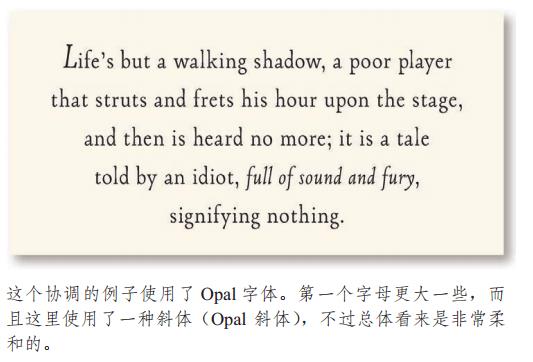 Life's but a walking shadow, a poor player
that struts and frets his hour upon the stage,
and then is heard no more; it is a tale
told by an idiot, full of sound and fury,
signifying nothing.
这个协调的例子使用了 Opal 字体。第一个字母更大一些，而
且这里使用了一种斜体（Opal 斜体），不过总体看来是非常柔
和的。